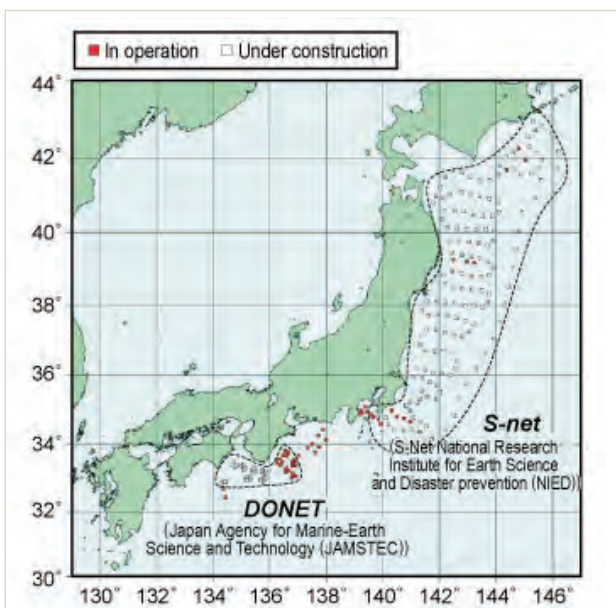 In operation Under construction
44°
42°
40°
38°
36°
34°
32°
30°
S-net
(S-Net National Research
Institute for Earth Science
and Disaster prevention (NIED))
DONET
(Japan Agency for Marine-Earth
Science and Technology (JAMSTEC))
130° 132° 134° 136° 138° 140° 142° 144° 146°